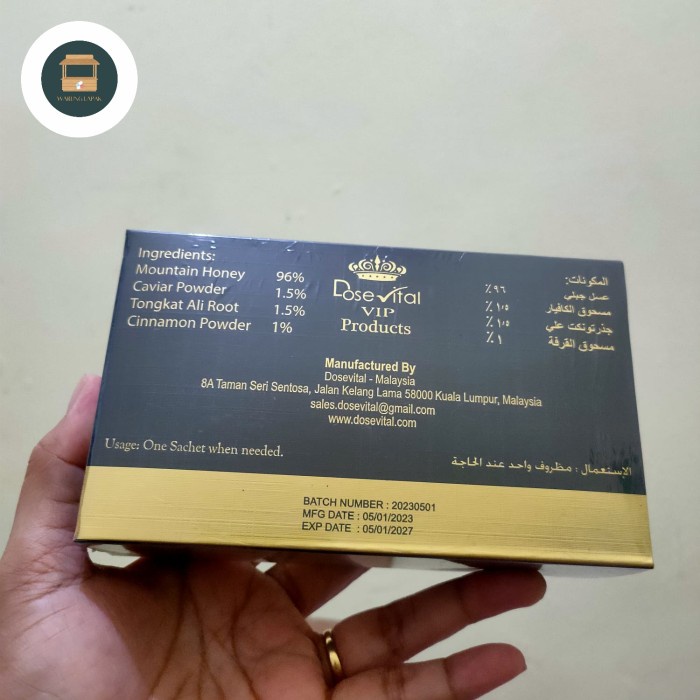 WARUNG LAPAK
Ingredients:
Mountain Honey 96%
Caviar Powder 1.5%
Tongkat Ali Root 1.5%
Cinnamon Powder 1%
Dose Vital
VIP
Products
المكونات:
عسل جبلي ٪٩٦
مسحوق الكافيار ٪١٫٥
جذرتونكت علي ٪١٫٥
مسحوق القرفة ٪١
Manufactured By
Dosevital - Malaysia
8A Taman Seri Sentosa, Jalan Kelang Lama 58000 Kuala Lumpur, Malaysia
sales.dosevital@gmail.com
www.dosevital.com
Usage: One Sachet when needed.
الإستعمال : مظروف واحد عند الحاجة
BATCH NUMBER : 20230501
MFG DATE : 05/01/2023
EXP DATE : 05/01/2027